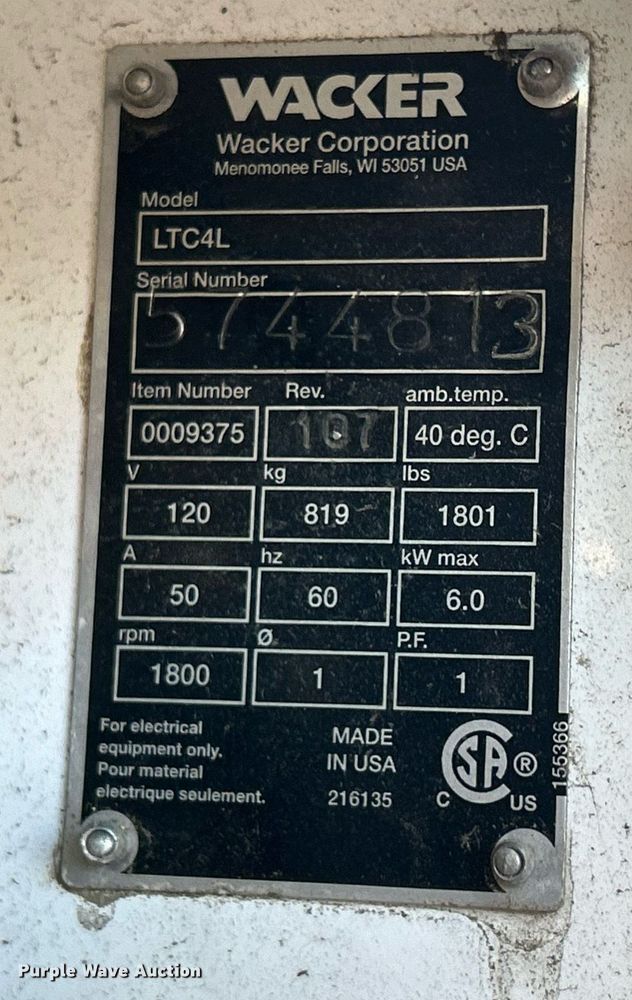 WACKER
Wacker Corporation
Menomonee Falls, WI 53051 USA
Model
LTC4L
Serial Number
5744813
Item Number Rev. amb.temp.
0009375 107 40 deg. C
V kg lbs
120 819 1801
A hz kW max
50 60 6.0
rpm Ø P.F.
1800 1 1
For electrical
equipment only.
Pour material
electrique seulement.
MADE
IN USA
216135
C SA ® US
155366
Purple Wave Auction